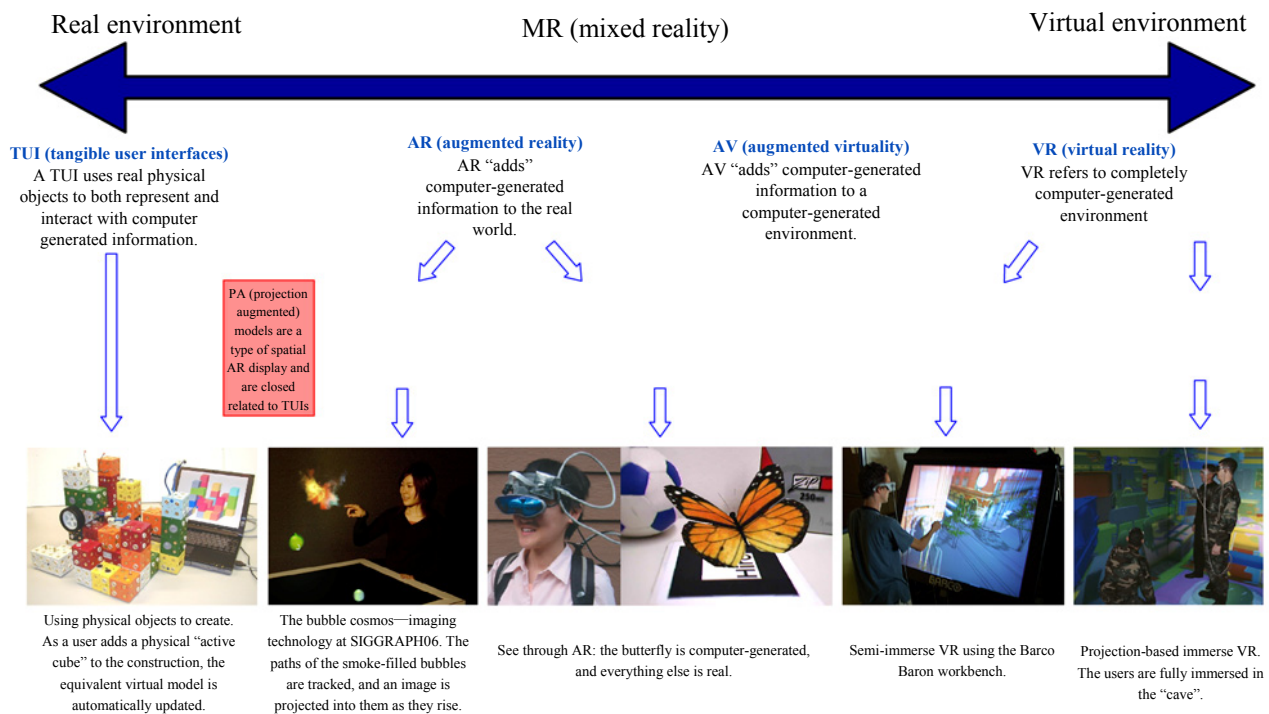 Real environment
MR (mixed reality)
Virtual environment
TUI (tangible user interfaces)
A TUI uses real physical
objects to both represent and
interact with computer
generated information.
AR (augmented reality)
AR “adds”
computer-generated
information to the real
world.
AV (augmented virtuality)
AV “adds” computer-generated
information to a
computer-generated
environment.
VR (virtual reality)
VR refers to completely
computer-generated
environment
PA (projection
augmented)
models are a
type of spatial
AR display and
are closed
related to TUIs
250
BARCO
Using physical objects to create.
As a user adds a physical “active
cube” to the construction, the
equivalent virtual model is
automatically updated.
The bubble cosmos—imaging
technology at SIGGRAPH06. The
paths of the smoke-filled bubbles
are tracked, and an image is
projected into them as they rise.
See through AR: the butterfly is computer-generated,
and everything else is real.
Semi-immerse VR using the Barco
Baron workbench.
Projection-based immerse VR.
The users are fully immersed in
the “cave”.